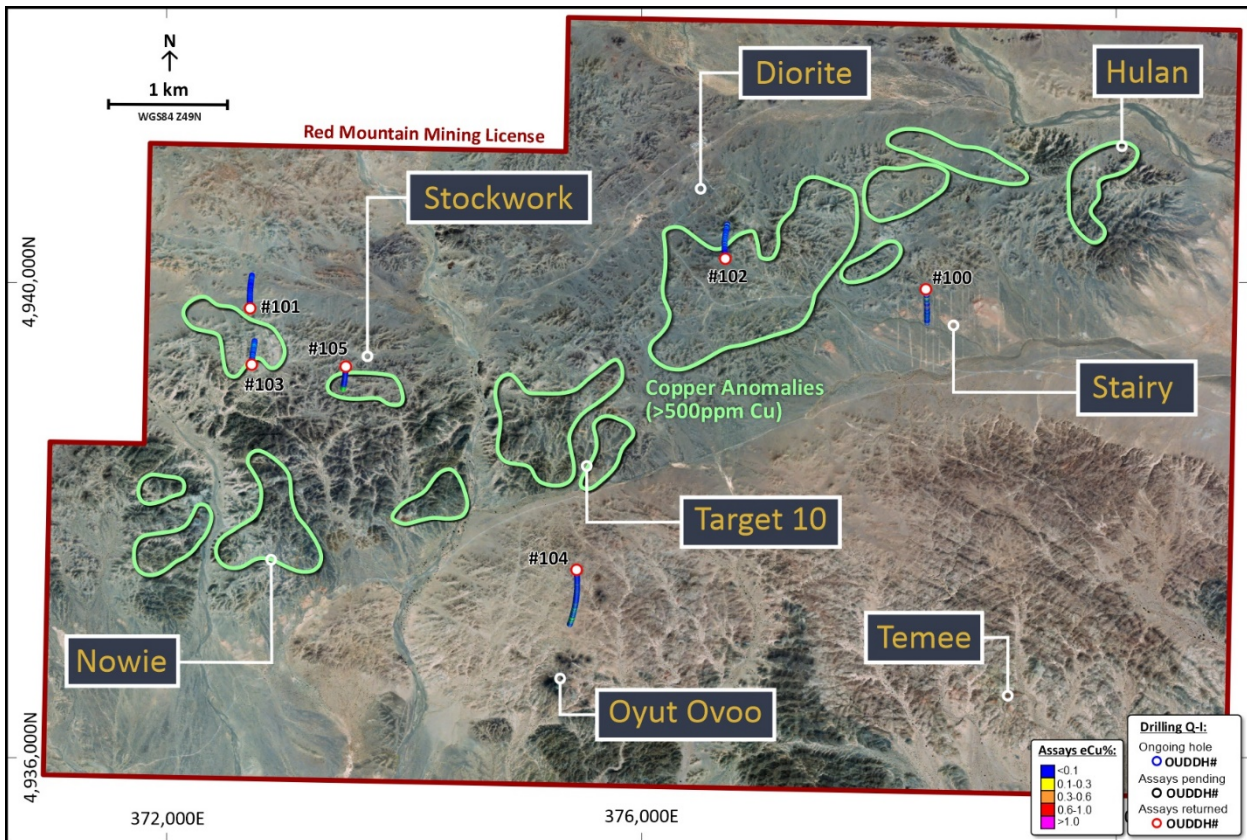 N
1 km
WGS84 Z49N
Red Mountain Mining License
Diorite
Hulan
Stockwork
#102
#100
#101
#105
#103
Copper Anomalies
(>500ppm Cu)
Stairy
Target 10
#104
Nowie
Temee
Oyut Ovoo
4,940,000N
4,936,000N
372,000E
376,000E
Assays eCu%:
<0.1
0.1-0.3
0.3-0.6
0.6-1.0
>1.0
Drilling Q-I:
Ongoing hole
OUDDH#
Assays pending
OUDDH#
Assays returned
OUDDH#